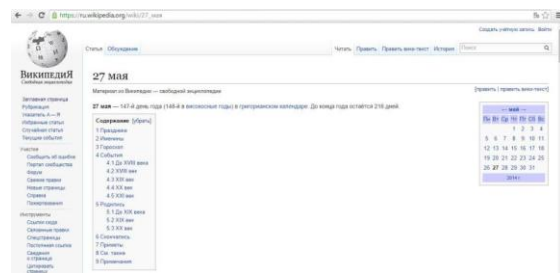 https://ru.wikipedia.org/wiki/27_мая
Создать учётную запись Войти
Статья Обсуждение
Читать Править Править вики-текст История Поиск
ВикипедиЯ
Свободная энциклопедия
27 мая
Материал из Википедии — свободной энциклопедии
[править | править вики-текст]
27 мая — 147-й день года (148-й в високосные годы) в григорианском календаре. До конца года остаётся 218 дней.
Заглавная страница
Рубрикация
Указатель А — Я
Избранные статьи
Случайная статья
Текущие события
Участие
Сообщить об ошибке
Портал сообщества
Форум
Свежие правки
Новые страницы
Справка
Пожертвования
Инструменты
Ссылки сюда
Связанные правки
Спецстраницы
Постоянная ссылка
Сведения
о странице
Цитировать
страницу
Содержание [убрать]
1 Праздники
2 Именины
3 Гороскоп
4 События
4.1 До XVIII века
4.2 XVIII век
4.3 XIX век
4.4 XX век
4.5 XXI век
5 Родились
5.1 До XIX века
5.2 XIX век
5.3 XX век
6 Скончались
7 Приметы
8 См. также
9 Примечания
— май —
Пн Вт Ср Чт Пт Сб Вс
1 2 3 4
5 6 7 8 9 10 11
12 13 14 15 16 17 18
19 20 21 22 23 24 25
26 27 28 29 30 31
2014 г.